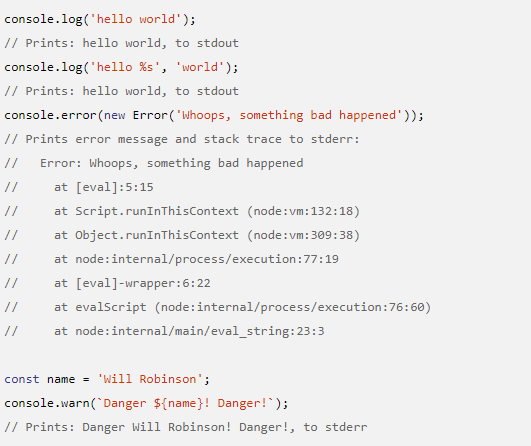 console.log('hello world');
// Prints: hello world, to stdout
console.log('hello %s', 'world');
// Prints: hello world, to stdout
console.error(new Error('Whoops, something bad happened'));
// Prints error message and stack trace to stderr:
//   Error: Whoops, something bad happened
//     at [eval]:5:15
//     at Script.runInThisContext (node:vm:132:18)
//     at Object.runInThisContext (node:vm:309:38)
//     at node:internal/process/execution:77:19
//     at [eval]-wrapper:6:22
//     at evalScript (node:internal/process/execution:76:60)
//     at node:internal/main/eval_string:23:3

const name = 'Will Robinson';
console.warn(`Danger ${name}! Danger!`);
// Prints: Danger Will Robinson! Danger!, to stderr